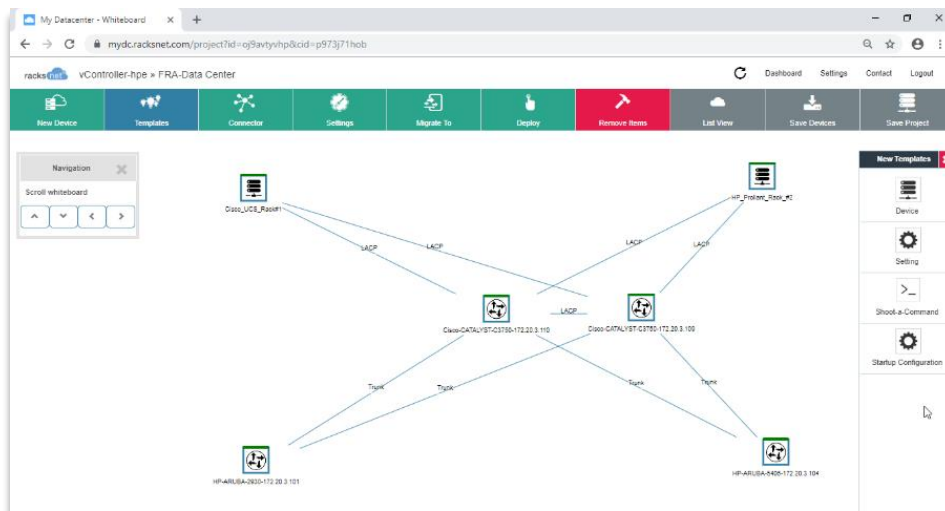 My Datacenter - Whiteboard
mydc.racksnet.com/project?id=oj9avtyvhp&cid=p973j71hob
racksnet vController-hpe » FRA-Data Center
Dashboard Settings Contact Logout
New Device Templates Connector Settings Migrate To Deploy Remove Items List View Save Devices Save Project
Navigation
Scroll whiteboard
New Templates
Device
Setting
Shoot-a-Command
Startup Configuration
Cisco_UCS_Rack#1
HP_Proliant_Rack_#2
LACP LACP LACP LACP
LACP
Cisco-CATALYST-C3750-172.20.3.110
Cisco-CATALYST-C3750-172.20.3.100
Trunk Trunk Trunk Trunk
HP-ARUBA-2930-172.20.3.101
HP-ARUBA-5406-172.20.3.104